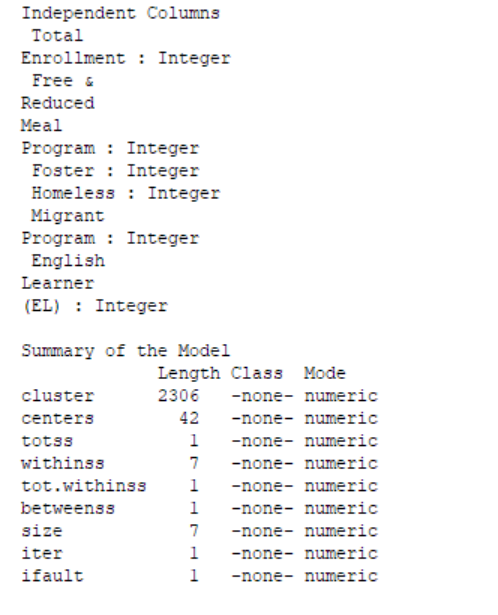 Independent Columns
Total
Enrollment : Integer
Free &
Reduced
Meal
Program : Integer
Foster : Integer
Homeless : Integer
Migrant
Program : Integer
English
Learner
(EL) : Integer
Summary of the Model
Length Class Mode
cluster 2306 -none- numeric
centers 42 -none- numeric
totss 1 -none- numeric
withinss 7 -none- numeric
tot.withinss 1 -none- numeric
betweenss 1 -none- numeric
size 7 -none- numeric
iter 1 -none- numeric
ifault 1 -none- numeric